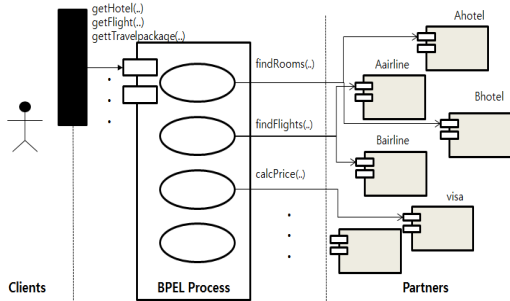 getHotel(..)
getFlight(..)
gettTravelpackage(..)
Ahotel
findRooms(..)
Aairline
Bhotel
findFlights(..)
Bairline
calcPrice(..)
visa
Clients
BPEL Process
Partners